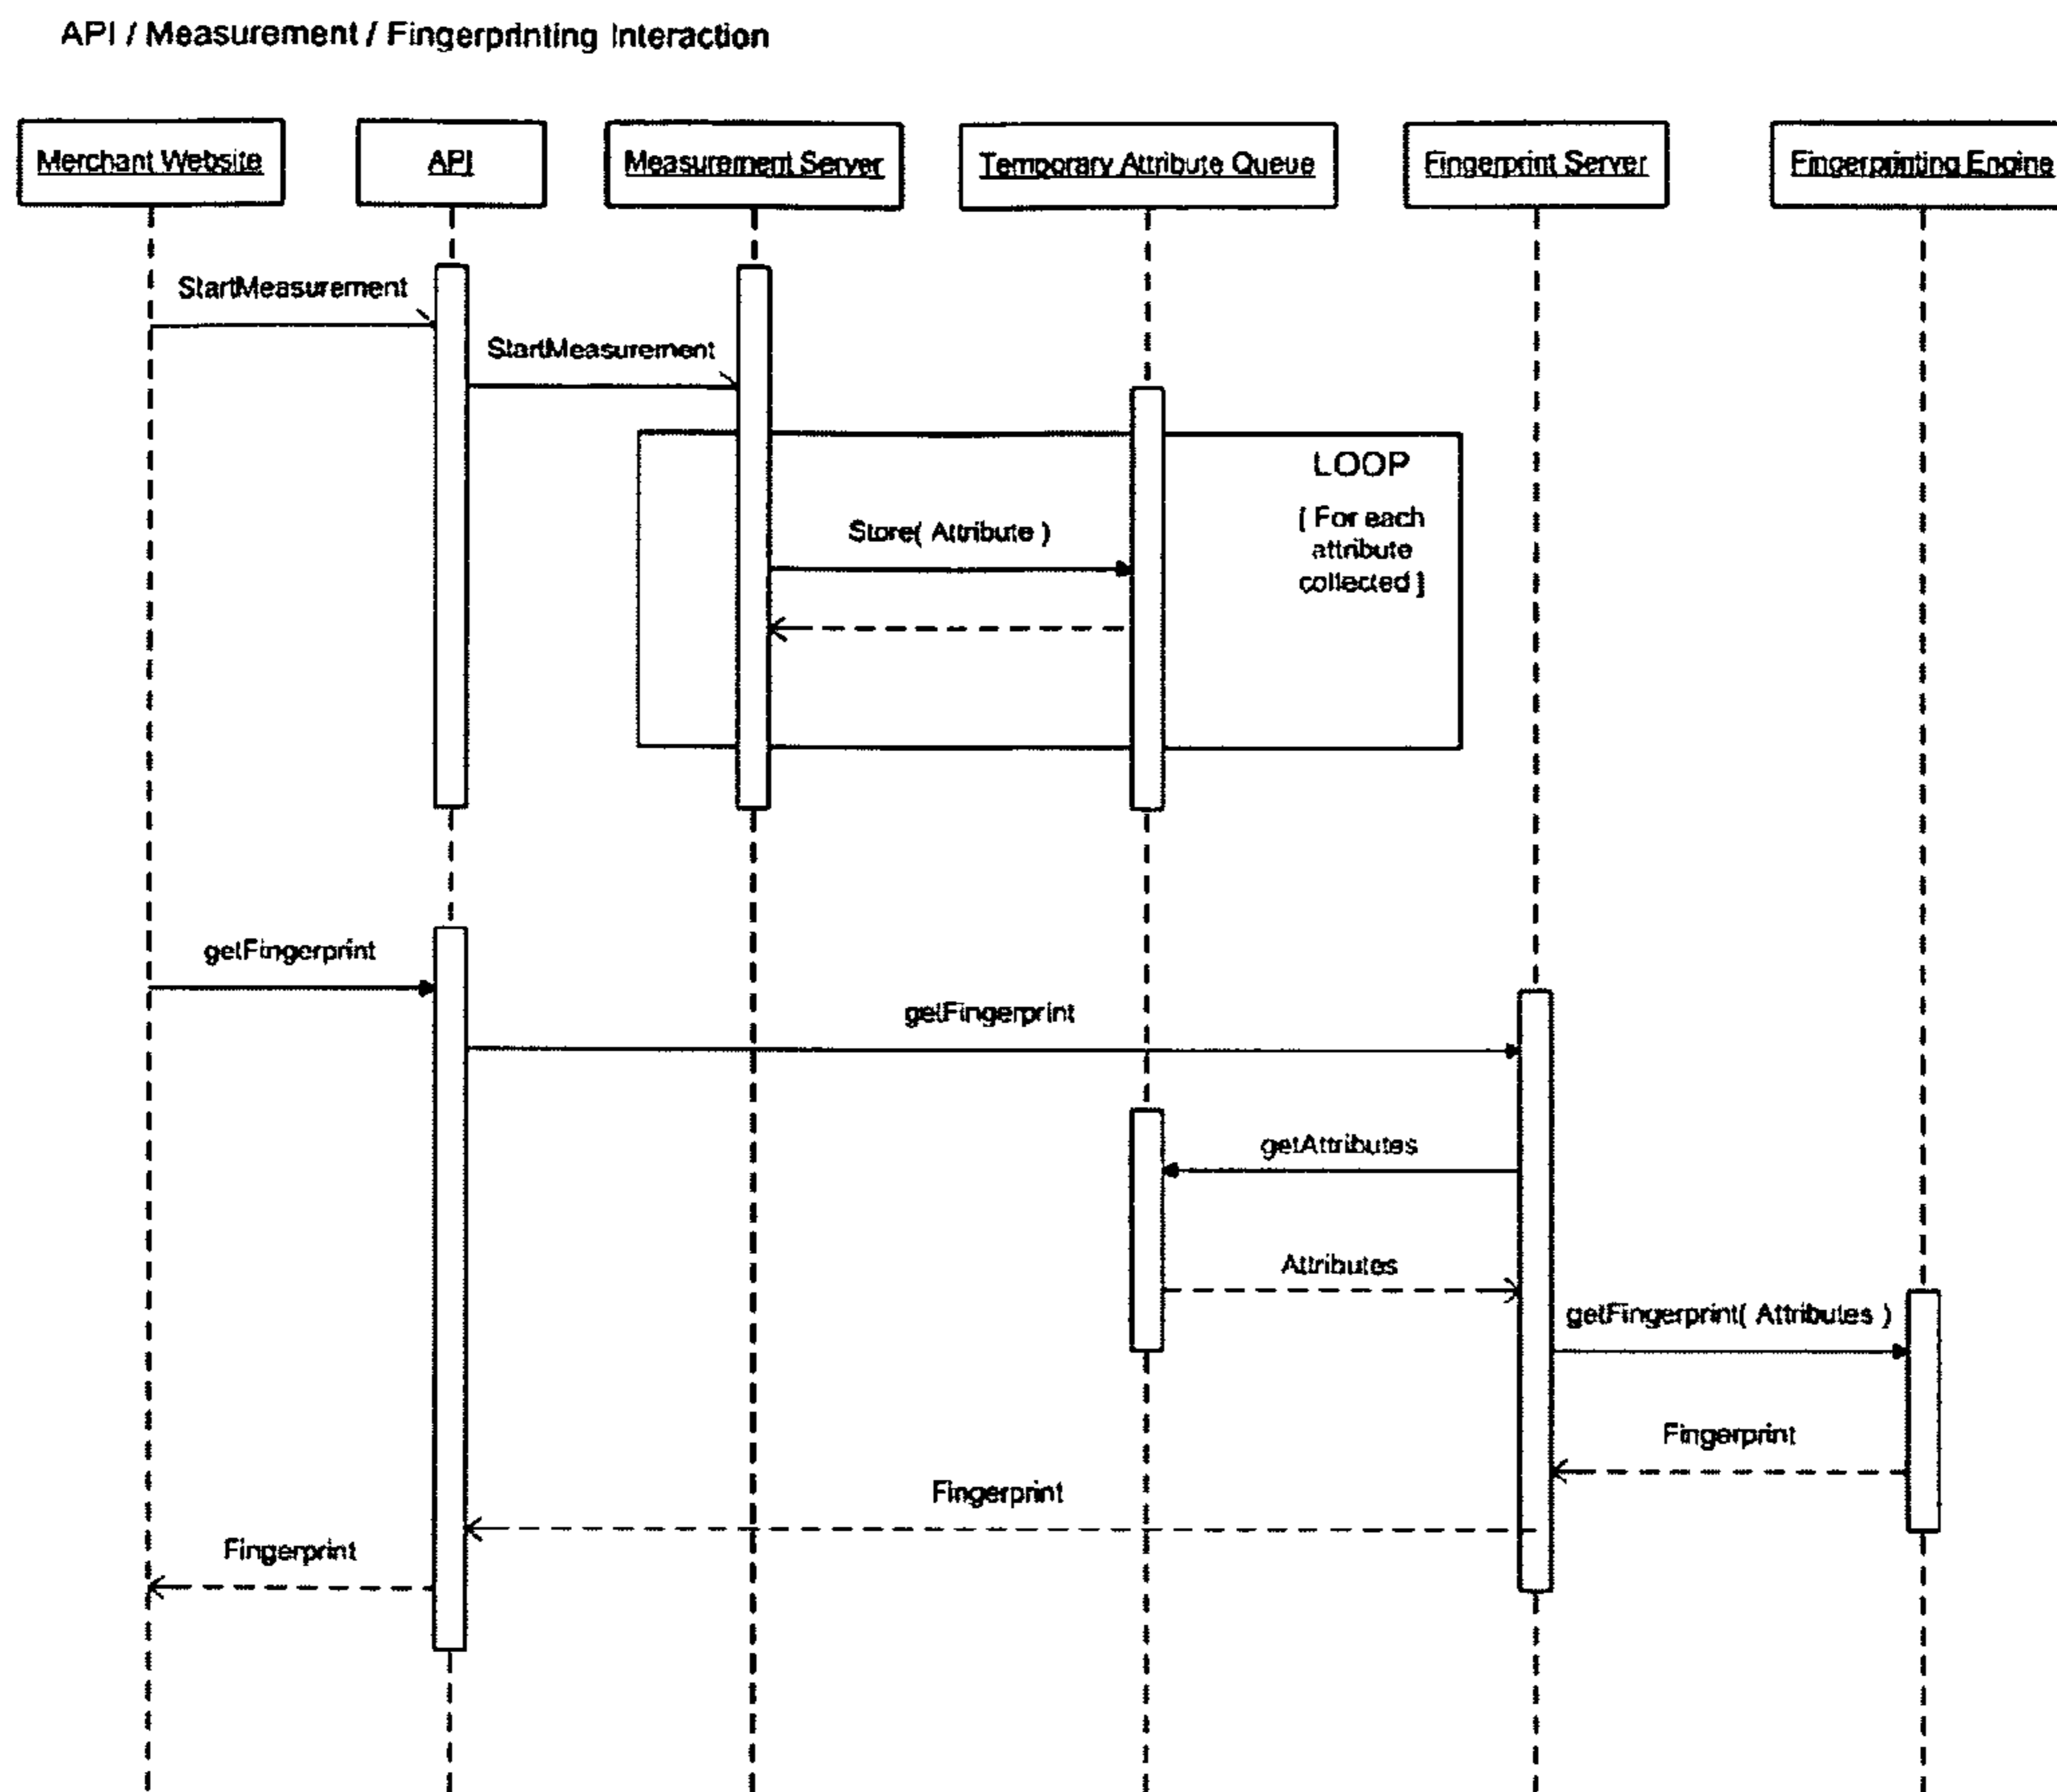 API / Measurement / Fingerprinting Interaction
Merchant Website
API
Measurement Server
Temporary Attribute Queue
Fingerprint Server
Fingerprinting Engine
StartMeasurement
StartMeasurement
LOOP
[ For each
attribute
collected ]
Store( Attribute )
getFingerprint
getFingerprint
getAttributes
Attributes
getFingerprint( Attributes )
Fingerprint
Fingerprint
Fingerprint